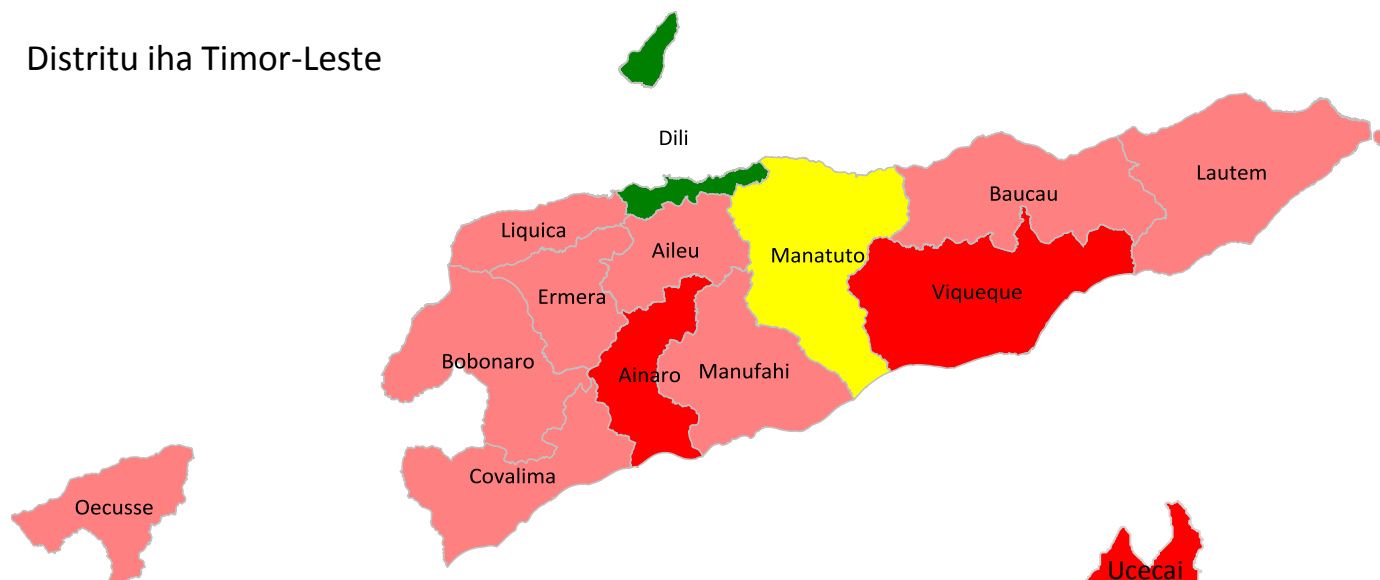 Distritu iha Timor-Leste
Dili
Lautem
Baucau
Liquica
Aileu
Manatuto
Viqueque
Ermera
Bobonaro
Ainaro
Manufahi
Covalima
Oecusse
Ucecai